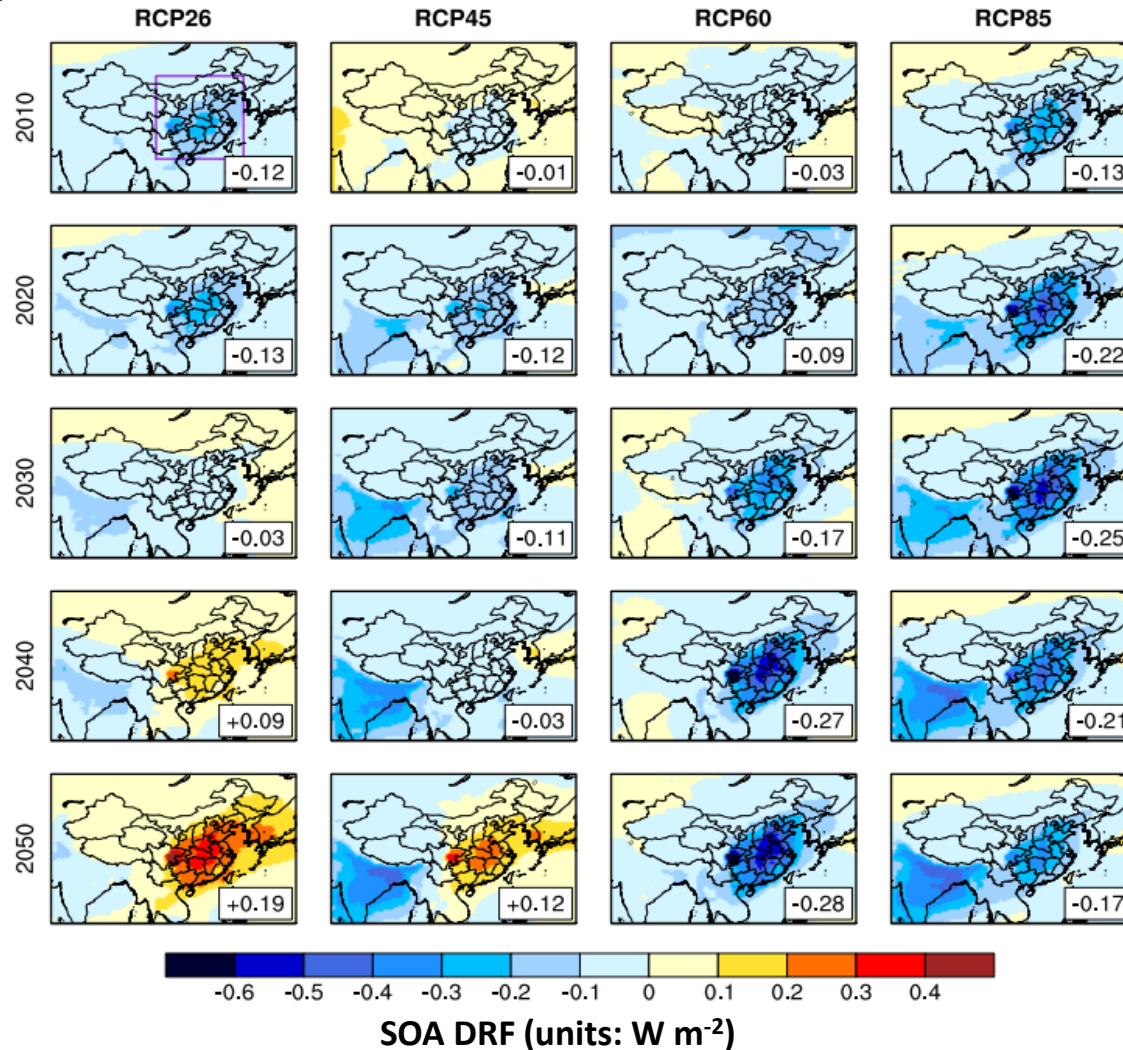 RCP26 RCP45 RCP60 RCP85
2010
-0.12 -0.01 -0.03 -0.13
2020
-0.13 -0.12 -0.09 -0.22
2030
-0.03 -0.11 -0.17 -0.25
2040
+0.09 -0.03 -0.27 -0.21
2050
+0.19 +0.12 -0.28 -0.17
-0.6 -0.5 -0.4 -0.3 -0.2 -0.1 0 0.1 0.2 0.3 0.4
SOA DRF (units: W m-2)